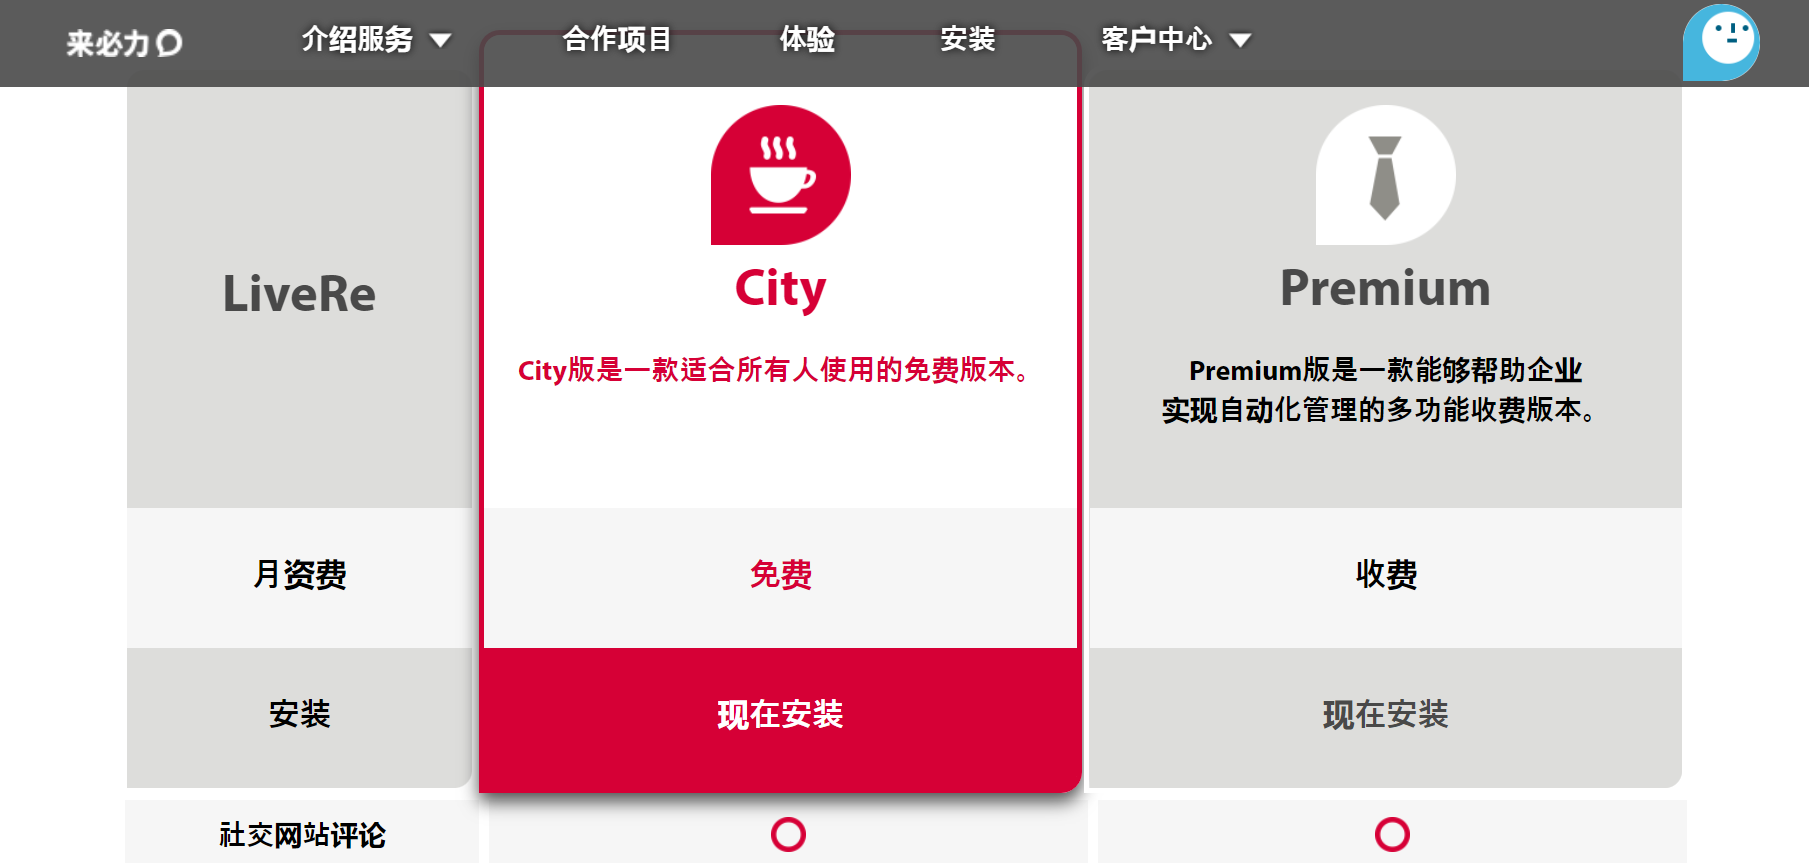 来必力
介绍服务
合作项目
体验
安装
客户中心
LiveRe
City
City版是一款适合所有人使用的免费版本。
Premium
Premium版是一款能够帮助企业
实现自动化管理的多功能收费版本。
月资费
免费
收费
安装
现在安装
现在安装
社交网站评论